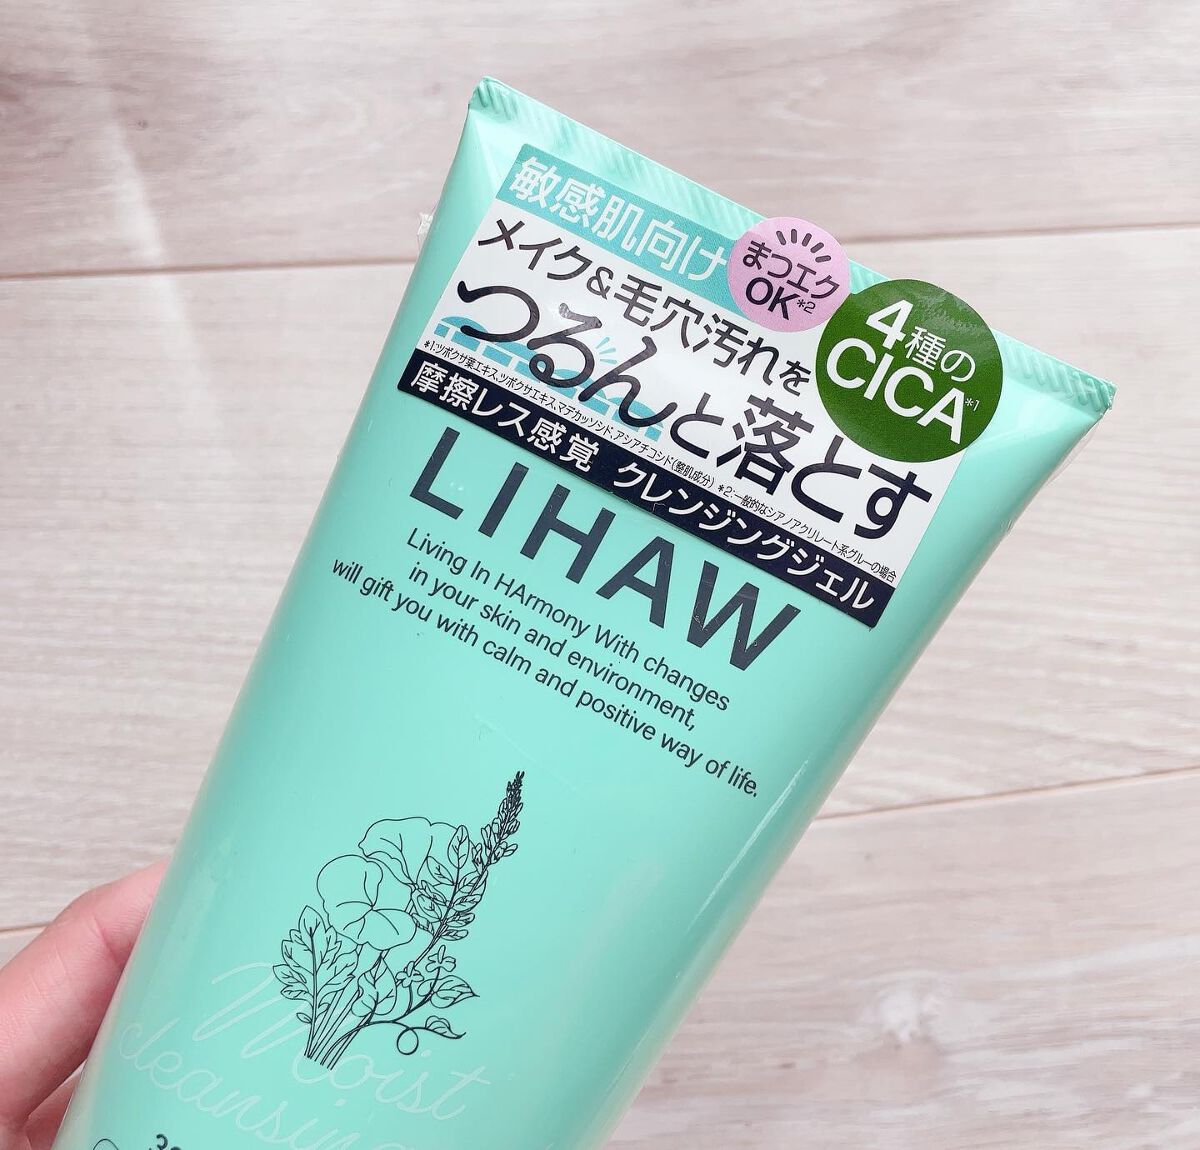 敏感肌向け
まつエク
OK*2
4種の
CICA*1
メイク&毛穴汚れを
つるんと落とす
*1:ツボクサ葉エキス、ツボクサエキス、マデカッソシド、アシアチコシド(整肌成分) *2:一般的なシアノアクリレート系グルーの場合
摩擦レス感覚 クレンジングジェル
LIHAW
Living In HArmony With changes
in your skin and environment,
will gift you with calm and positive way of life.
Moist